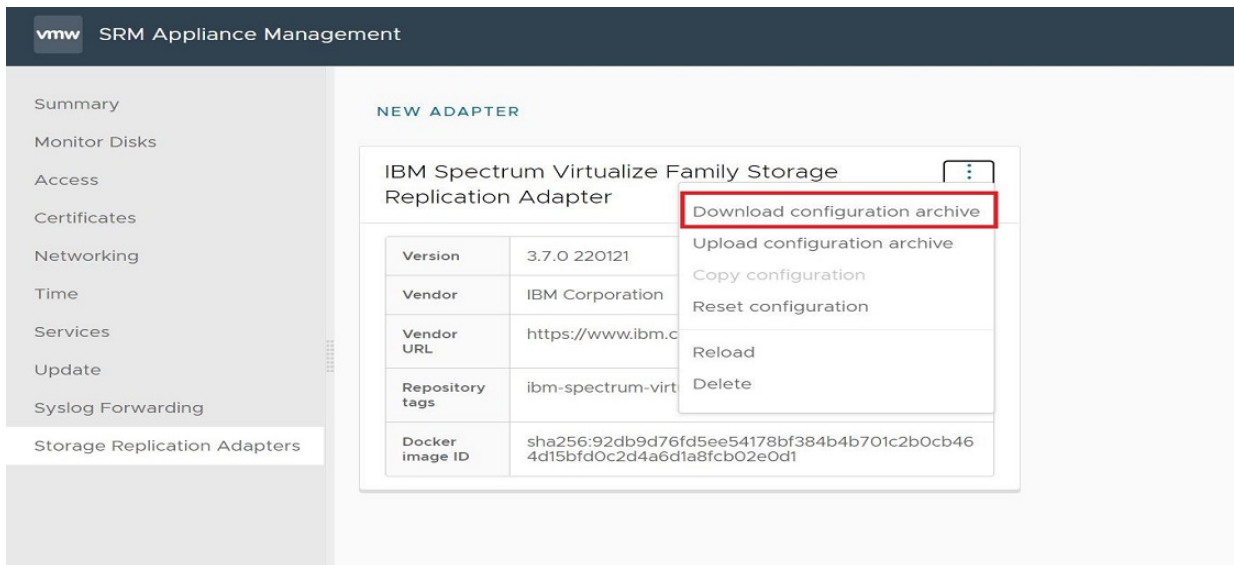 vmw SRM Appliance Management
Summary
Monitor Disks
Access
Certificates
Networking
Time
Services
Update
Syslog Forwarding
Storage Replication Adapters
NEW ADAPTER
IBM Spectrum Virtualize Family Storage
Replication Adapter
Download configuration archive
Upload configuration archive
Copy configuration
Reset configuration
Reload
Delete
Version 3.7.0 220121
Vendor IBM Corporation
Vendor
URL
https://www.ibm.c
Repository
tags
ibm-spectrum-virt
Docker
image ID
sha256:92db9d76fd5ee54178bf384b4b701c2b0cb46
4d15bfd0c2d4a6d1a8fcb02e0d1